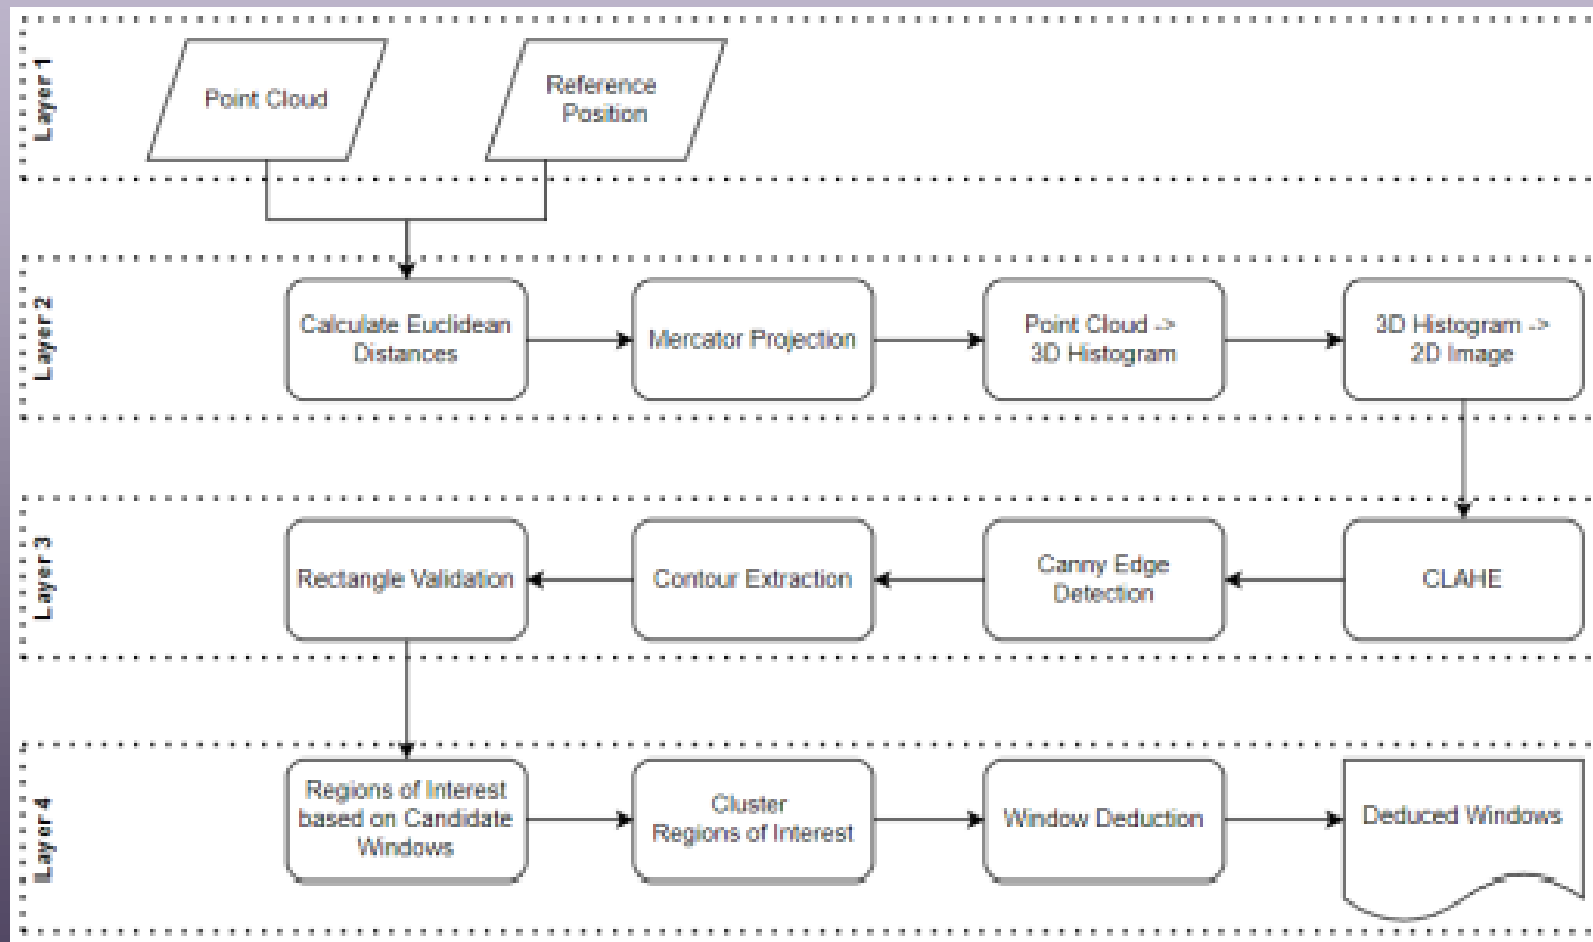 Layer 1
Point Cloud
Reference
Position
Layer 2
Calculate Euclidean
Distances
Mercator Projection
Point Cloud ->
3D Histogram
3D Histogram ->
2D Image
Layer 3
Rectangle Validation
Contour Extraction
Canny Edge
Detection
CLAHE
Layer 4
Regions of Interest
based on Candidate
Windows
Cluster
Regions of Interest
Window Deduction
Deduced Windows